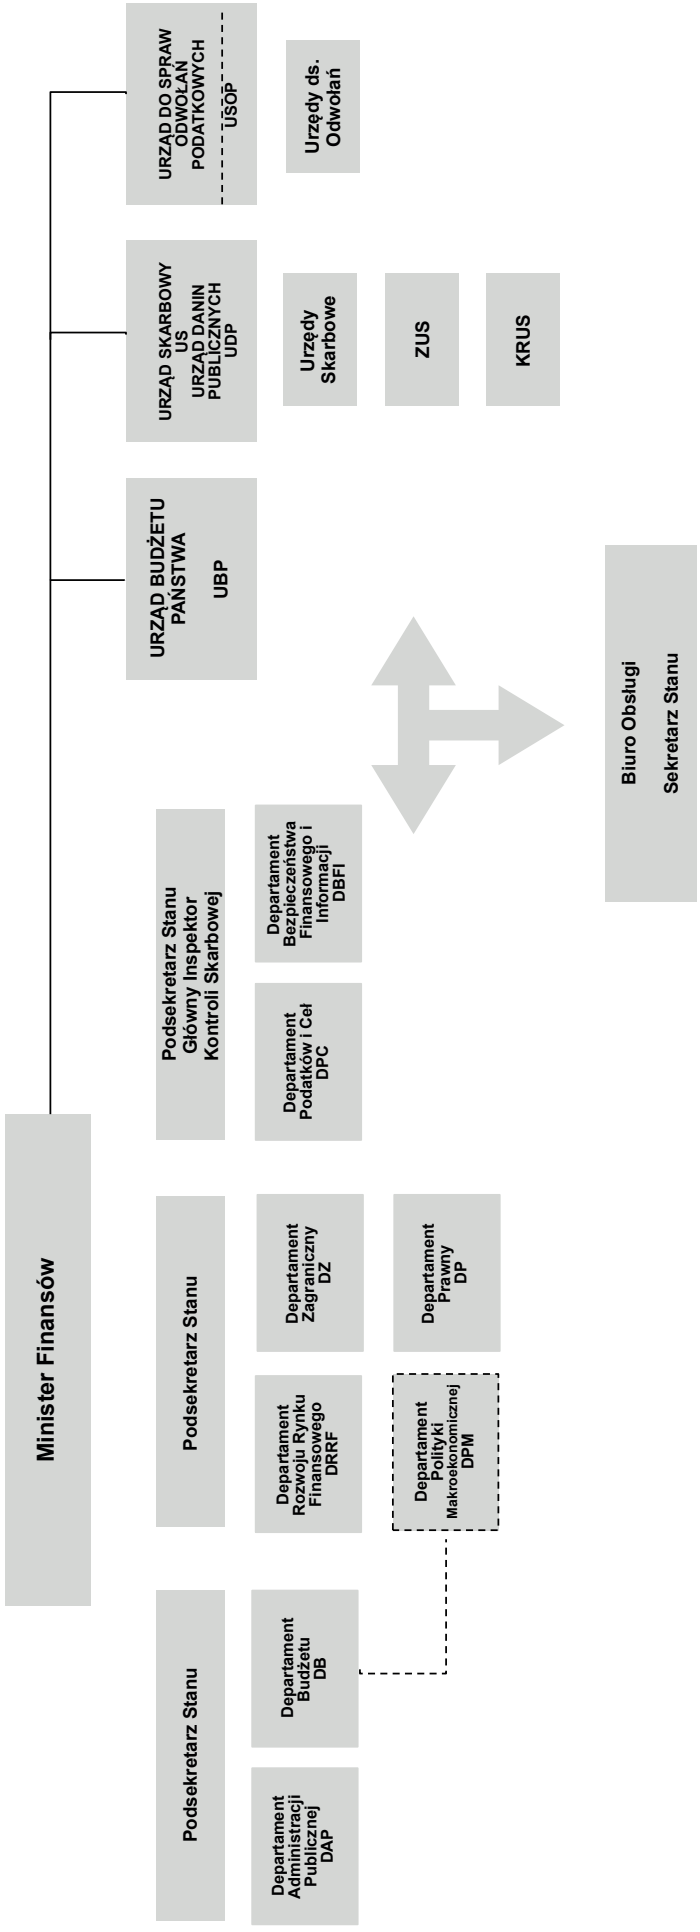 Minister Finansów
Podsekretarz Stanu
Departament
Administracji
Publicznej
DAP
Departament
Budżetu
DB
Podsekretarz Stanu
Departament
Rozwoju Rynku
Finansowego
DRRF
Departament
Zagraniczny
DZ
Departament
Polityki
Makroekonomicznej
DPM
Departament
Prawny
DP
Podsekretarz Stanu
Główny Inspektor
Kontroli Skarbowej
Departament
Podatków i Ceł
DPC
Departament
Bezpieczeństwa
Finansowego i
Informacji
DBFI
URZĄD BUDŻETU
PAŃSTWA
UBP
URZĄD SKARBOWY
US
URZĄD DANIN
PUBLICZNYCH
UDP
Urzędy
Skarbowe
ZUS
KRUS
URZĄD DO SPRAW
ODWOŁAŃ
PODATKOWYCH
USOP
Urzędy ds.
Odwołań
Biuro Obsługi
Sekretarz Stanu